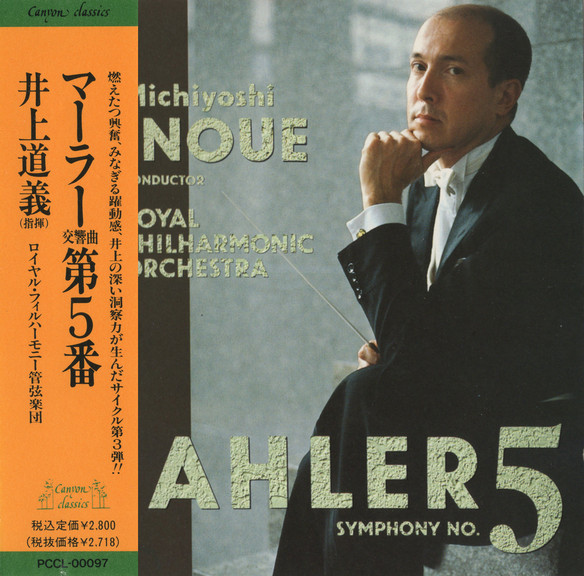 Canyon classics
燃えたつ興奮、みなぎる躍動感、井上の深い洞察力が生んだサイクル第3弾!!
マーラー
交響曲
第5番
井上道義
(指揮)
ロイヤル・フィルハーモニー管弦楽団
Canyon
classics
税込定価¥2.800
(税抜価格¥2.718)
PCCL-00097
Michiyoshi
NOUE
ONDUCTOR
OYAL
HILHARMONIC
ORCHESTRA
AHLER 5
SYMPHONY NO.